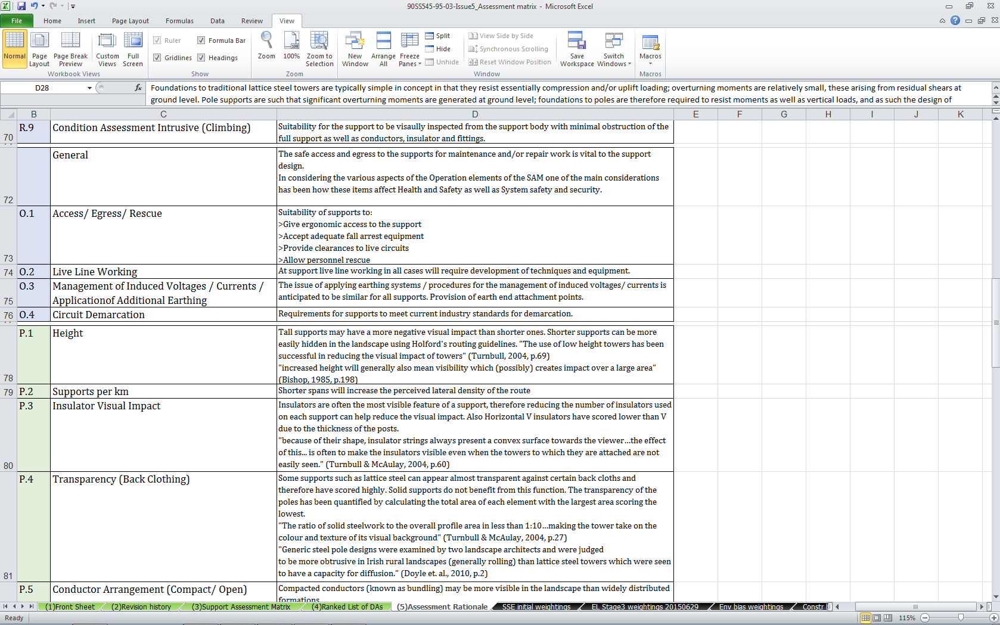 90SS545-95-03-Issue5_Assessment matrix - Microsoft Excel
File Home Insert Page Layout Formulas Data Review View
Normal
Page Layout
Page Break Preview
Custom Views
Full Screen
Workbook Views
Ruler
Formula Bar
Gridlines
Headings
Show
Zoom
100%
Zoom to Selection
Zoom
New Window
Arrange All
Freeze Panes
Split
Hide
Unhide
View Side by Side
Synchronous Scrolling
Reset Window Position
Window
Save Workspace
Switch Windows
Macros
Macros
D28
fx
Foundations to traditional lattice steel towers are typically simple in concept in that they resist essentially compression and/or uplift loading; overturning moments are relatively small, these arising from residual shears at
ground level. Pole supports are such that significant overturning moments are generated at ground level; foundations to poles are therefore required to resist moments as well as vertical loads, and as such the design of
B C D E F G H I J K
70 R.9 Condition Assessment Intrusive (Climbing)
Suitability for the support to be visaully inspected from the support body with minimal obstruction of the
full support as well as conductors, insulator and fittings.
72 General
The safe access and egress to the supports for maintenance and/or repair work is vital to the support
design.
In considering the various aspects of the Operation elements of the SAM one of the main considerations
has been how these items affect Health and Safety as well as System safety and security.
73 O.1 Access/ Egress/ Rescue
Suitability of supports to:
>Give ergonomic access to the support
>Accept adequate fall arrest equipment
>Provide clearances to live circuits
>Allow personnel rescue
74 O.2 Live Line Working
At support live line working in all cases will require development of techniques and equipment.
75 O.3 Management of Induced Voltages / Currents /
Applicationof Additional Earthing
The issue of applying earthing systems / procedures for the management of induced voltages/ currents is
anticipated to be similar for all supports. Provision of earth end attachment points.
76 O.4 Circuit Demarcation
Requirements for supports to meet current industry standards for demarcation.
78 P.1 Height
Tall supports may have a more negative visual impact than shorter ones. Shorter supports can be more
easily hidden in the landscape using Holford's routing guidelines. "The use of low height towers has been
successful in reducing the visual impact of towers" (Turnbull, 2004, p.69)
"increased height will generally also mean visibility which (possibly) creates impact over a large area"
(Bishop, 1985, p.198)
79 P.2 Supports per km
Shorter spans will increase the perceived lateral density of the route
80 P.3 Insulator Visual Impact
Insulators are often the most visible feature of a support, therefore reducing the number of insulators used
on each support can help reduce the visual impact. Also Horizontal V insulators have scored lower than V
due to the thickness of the posts.
"because of their shape, insulator strings always present a convex surface towards the viewer...the effect
of this... is often to make the insulators visible even when the towers to which they are attached are not
easily seen." (Turnbull & McAulay, 2004, p.60)
81 P.4 Transparency (Back Clothing)
Some supports such as lattice steel can appear almost transparent against certain back cloths and
therefore have scored highly. Solid supports do not benefit from this function. The transparency of the
poles has been quantified by calculating the total area of each element with the largest area scoring the
lowest.
"The ratio of solid steelwork to the overall profile area in less than 1:10...making the tower take on the
colour and texture of its visual background" (Turnbull & McAulay, 2004, p.27)
"Generic steel pole designs were examined by two landscape architects and were judged
to be more obtrusive in Irish rural landscapes (generally rolling) than lattice steel towers which were seen
to have a capacity for diffusion." (Doyle et. al., 2010, p.2)
P.5 Conductor Arrangement (Compact/ Open)
Compacted conductors (known as bundling) may be more visible in the landscape than widely distributed
formations.
(1)Front Sheet (2)Revision history (3)Support Assessment Matrix (4)Ranked List of DAs (5)Assessment Rationale SSE initial weightings EL Stage3 weightings 20150629 Env bias weightings Constr
Ready
115%